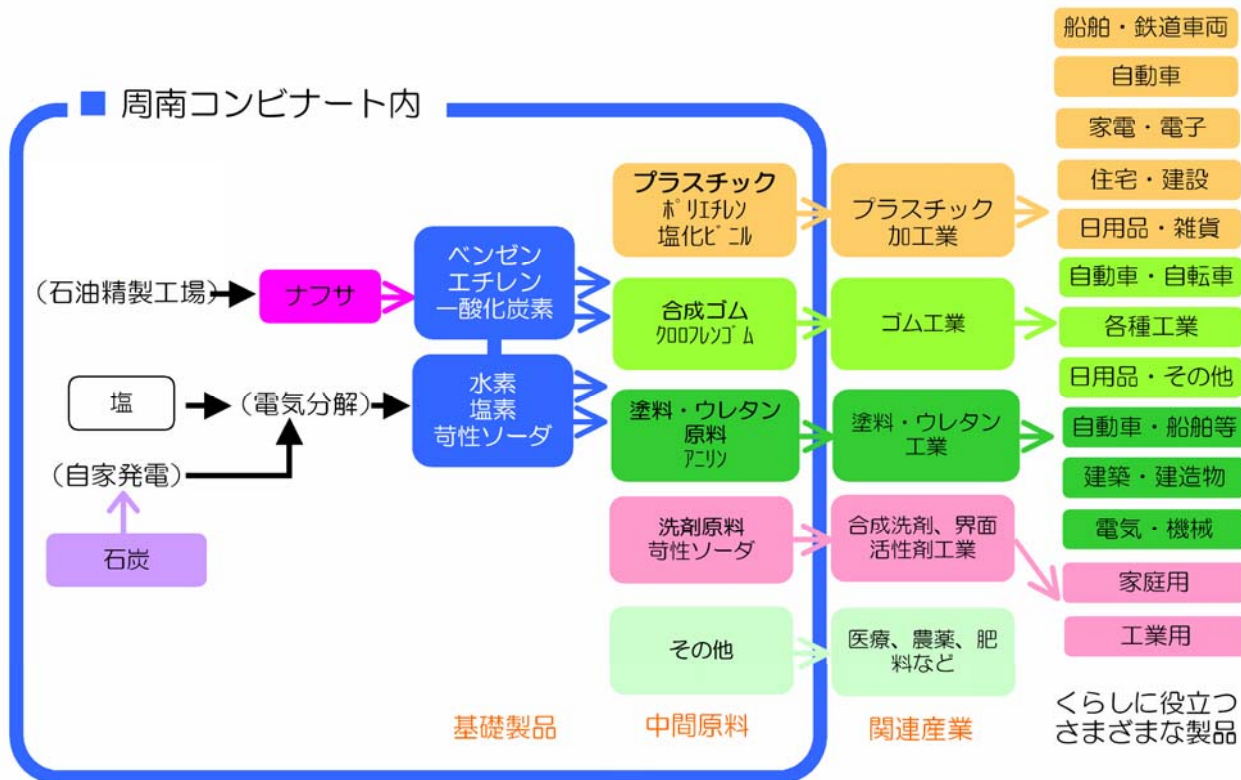 ■ 周南コンビナート内
(石油精製工場)
ナフサ
塩
(電気分解)
(自家発電)
石炭
ベンゼン
エチレン
一酸化炭素
水素
塩素
苛性ソーダ
基礎製品
プラスチック
ﾎﾟﾘｴﾁﾚﾝ
塩化ﾋﾞﾆﾙ
合成ゴム
ｸﾛﾛﾌﾚﾝｺﾞﾑ
塗料・ウレタン
原料
ｱﾆﾘﾝ
洗剤原料
苛性ソーダ
その他
中間原料
プラスチック
加工業
ゴム工業
塗料・ウレタン
工業
合成洗剤、界面
活性剤工業
医療、農薬、肥
料など
関連産業
船舶・鉄道車両
自動車
家電・電子
住宅・建設
日用品・雑貨
自動車・自転車
各種工業
日用品・その他
自動車・船舶等
建築・建造物
電気・機械
家庭用
工業用
くらしに役立つ
さまざまな製品